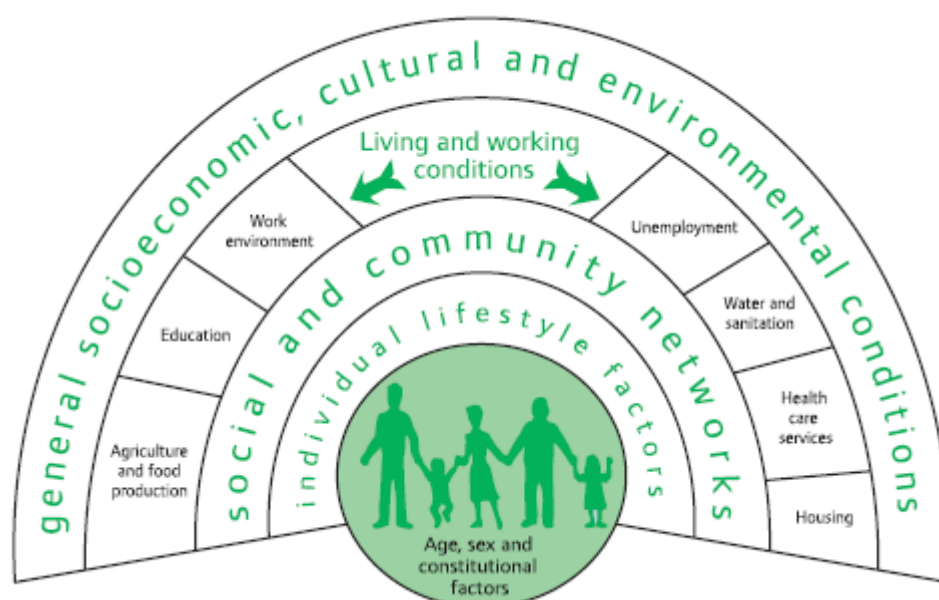 general socioeconomic, cultural and environmental conditions
Living and working
conditions
Work
environment
Unemployment
Education
Water and
sanitation
Agriculture
and food
production
Health
care
services
Housing
social and community networks
individual lifestyle factors
Age, sex and
constitutional
factors